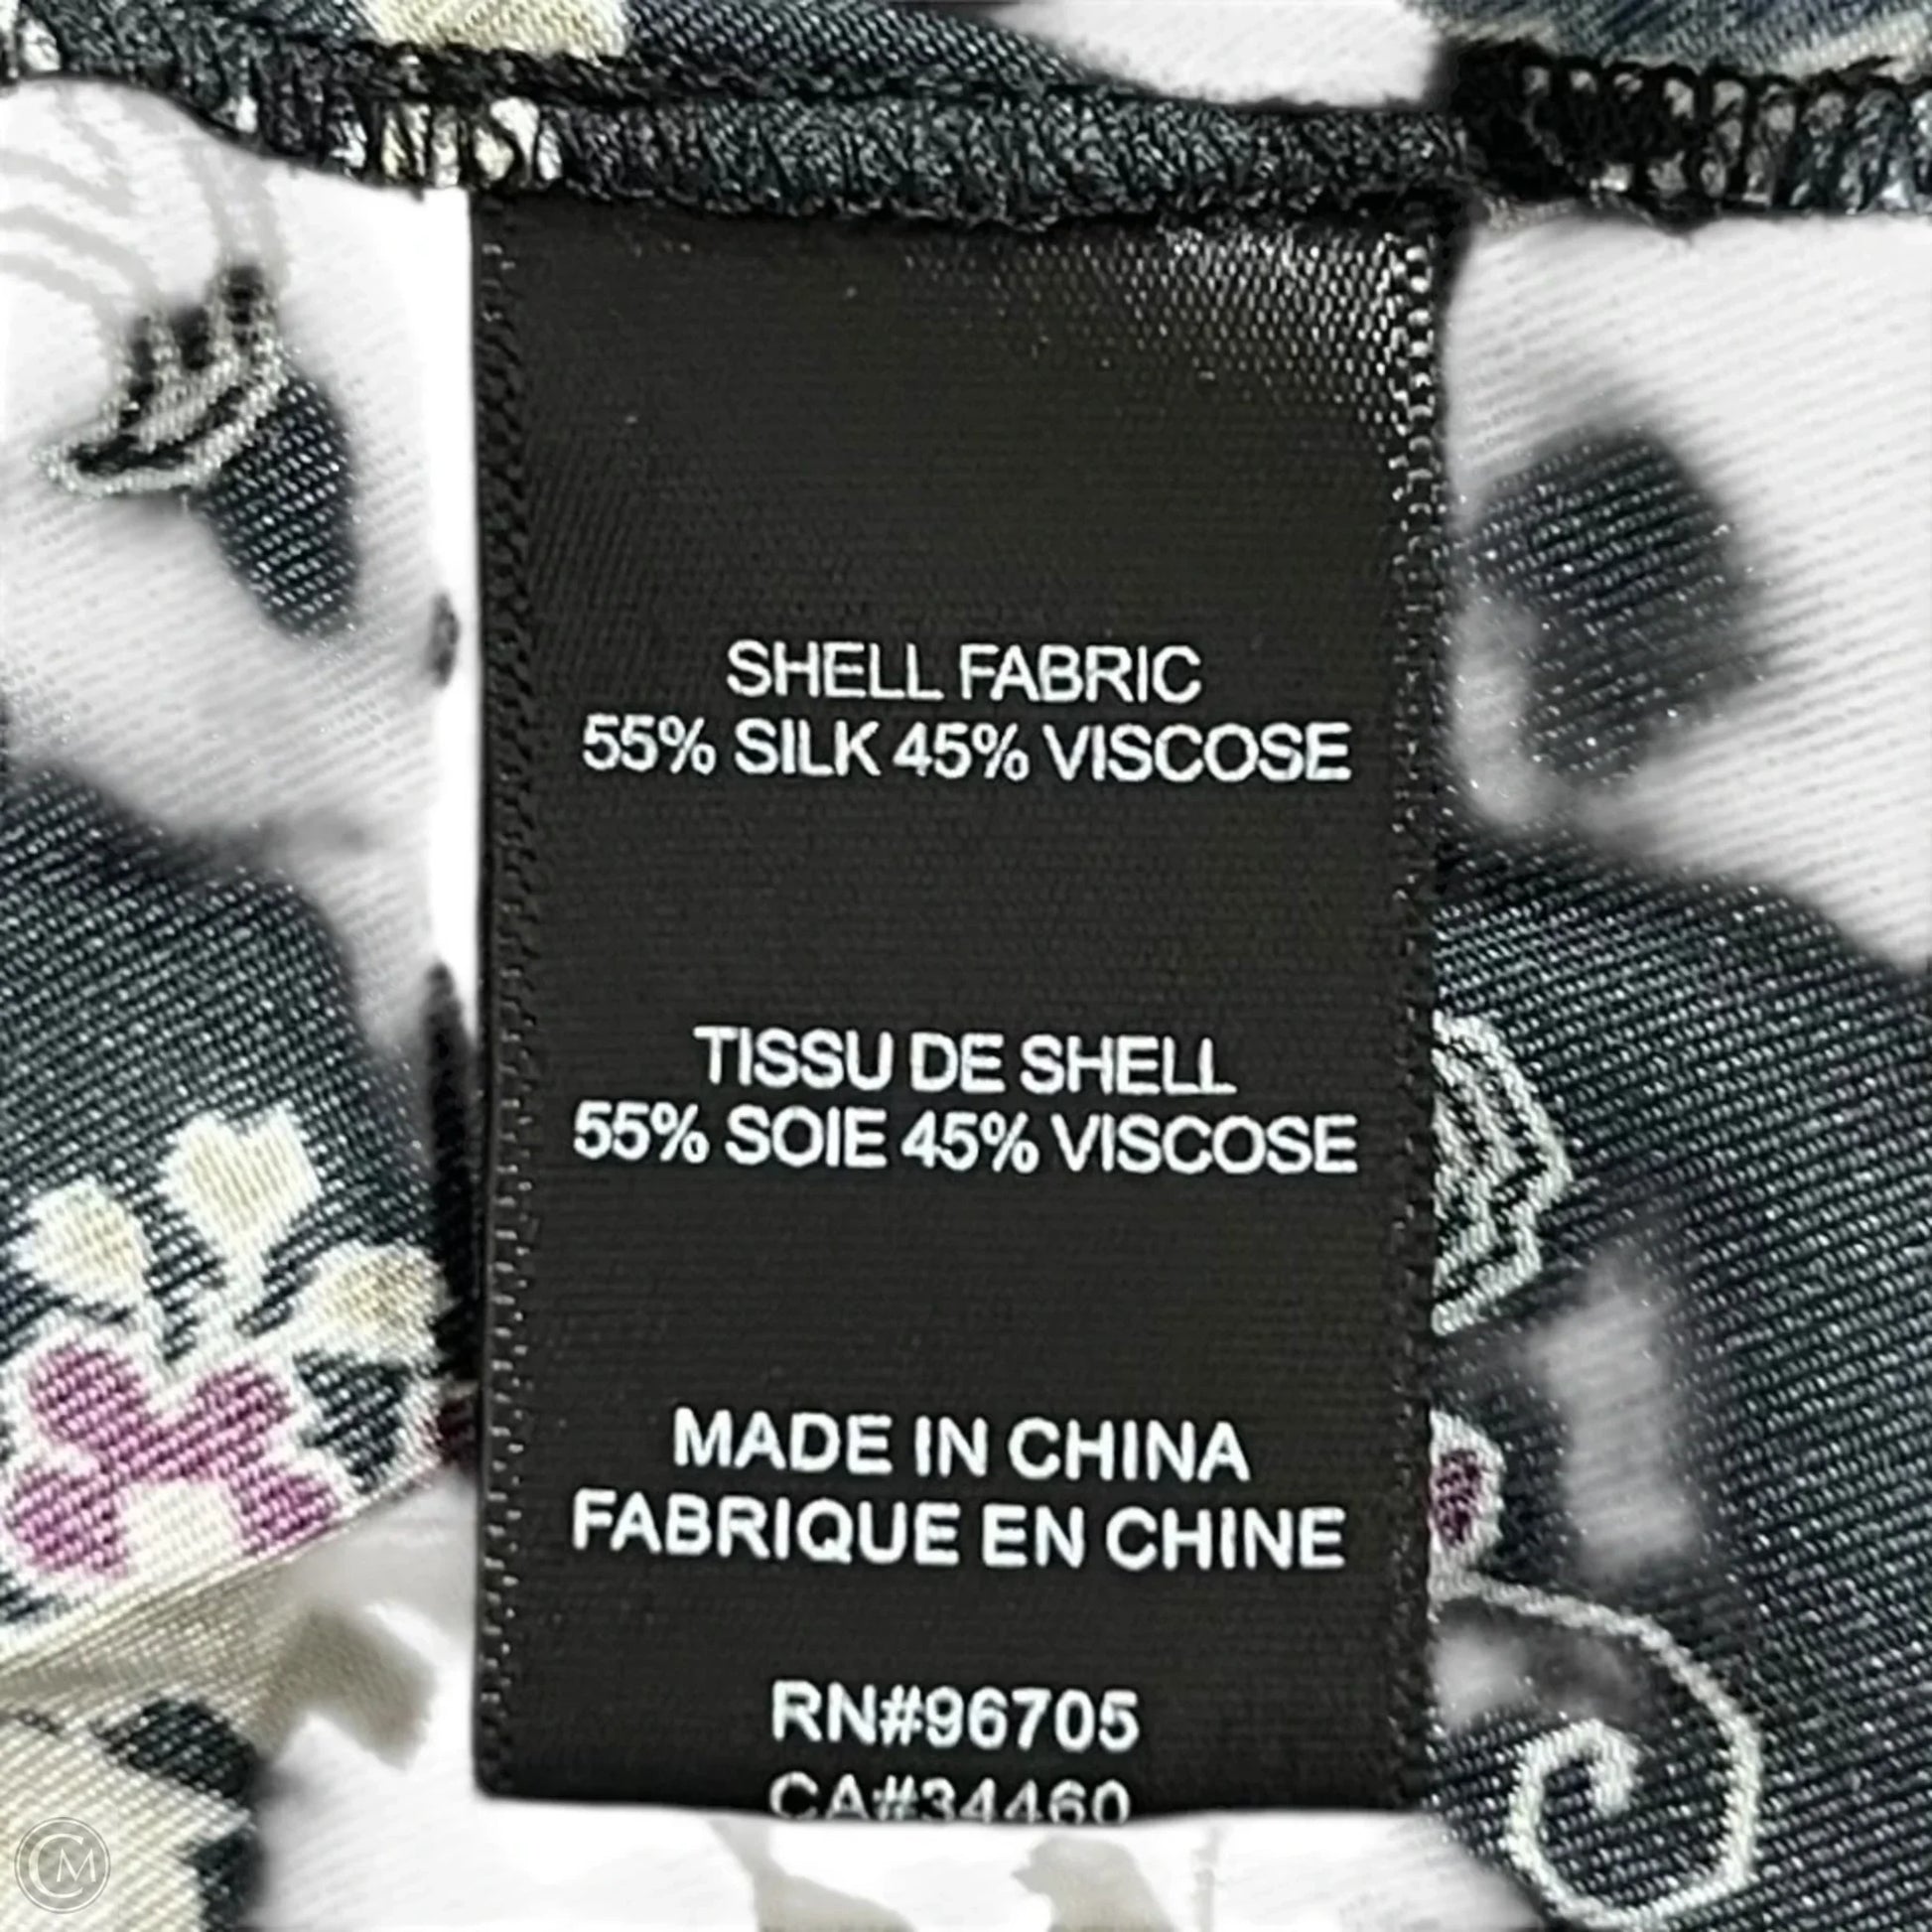 SHELL FABRIC
55% SILK 45% VISCOSE
TISSU DE SHELL
55% SOIE 45% VISCOSE
MADE IN CHINA
FABRIQUE EN CHINE
RN#96705
CA#34460
CM